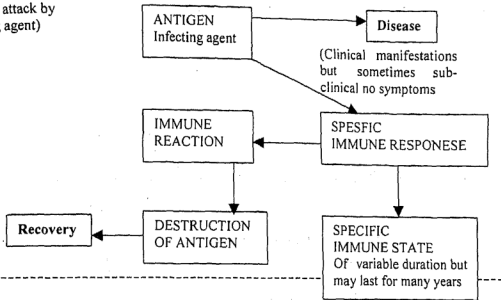 attack by
agent)
ANTIGEN
Infecting agent
Disease
(Clinical manifestations
but sometimes sub-
clinical no symptoms
IMMUNE
REACTION
SPESFIC
IMMUNE RESPONESE
Recovery
DESTRUCTION
OF ANTIGEN
SPECIFIC
IMMUNE STATE
Of variable duration but
may last for many years